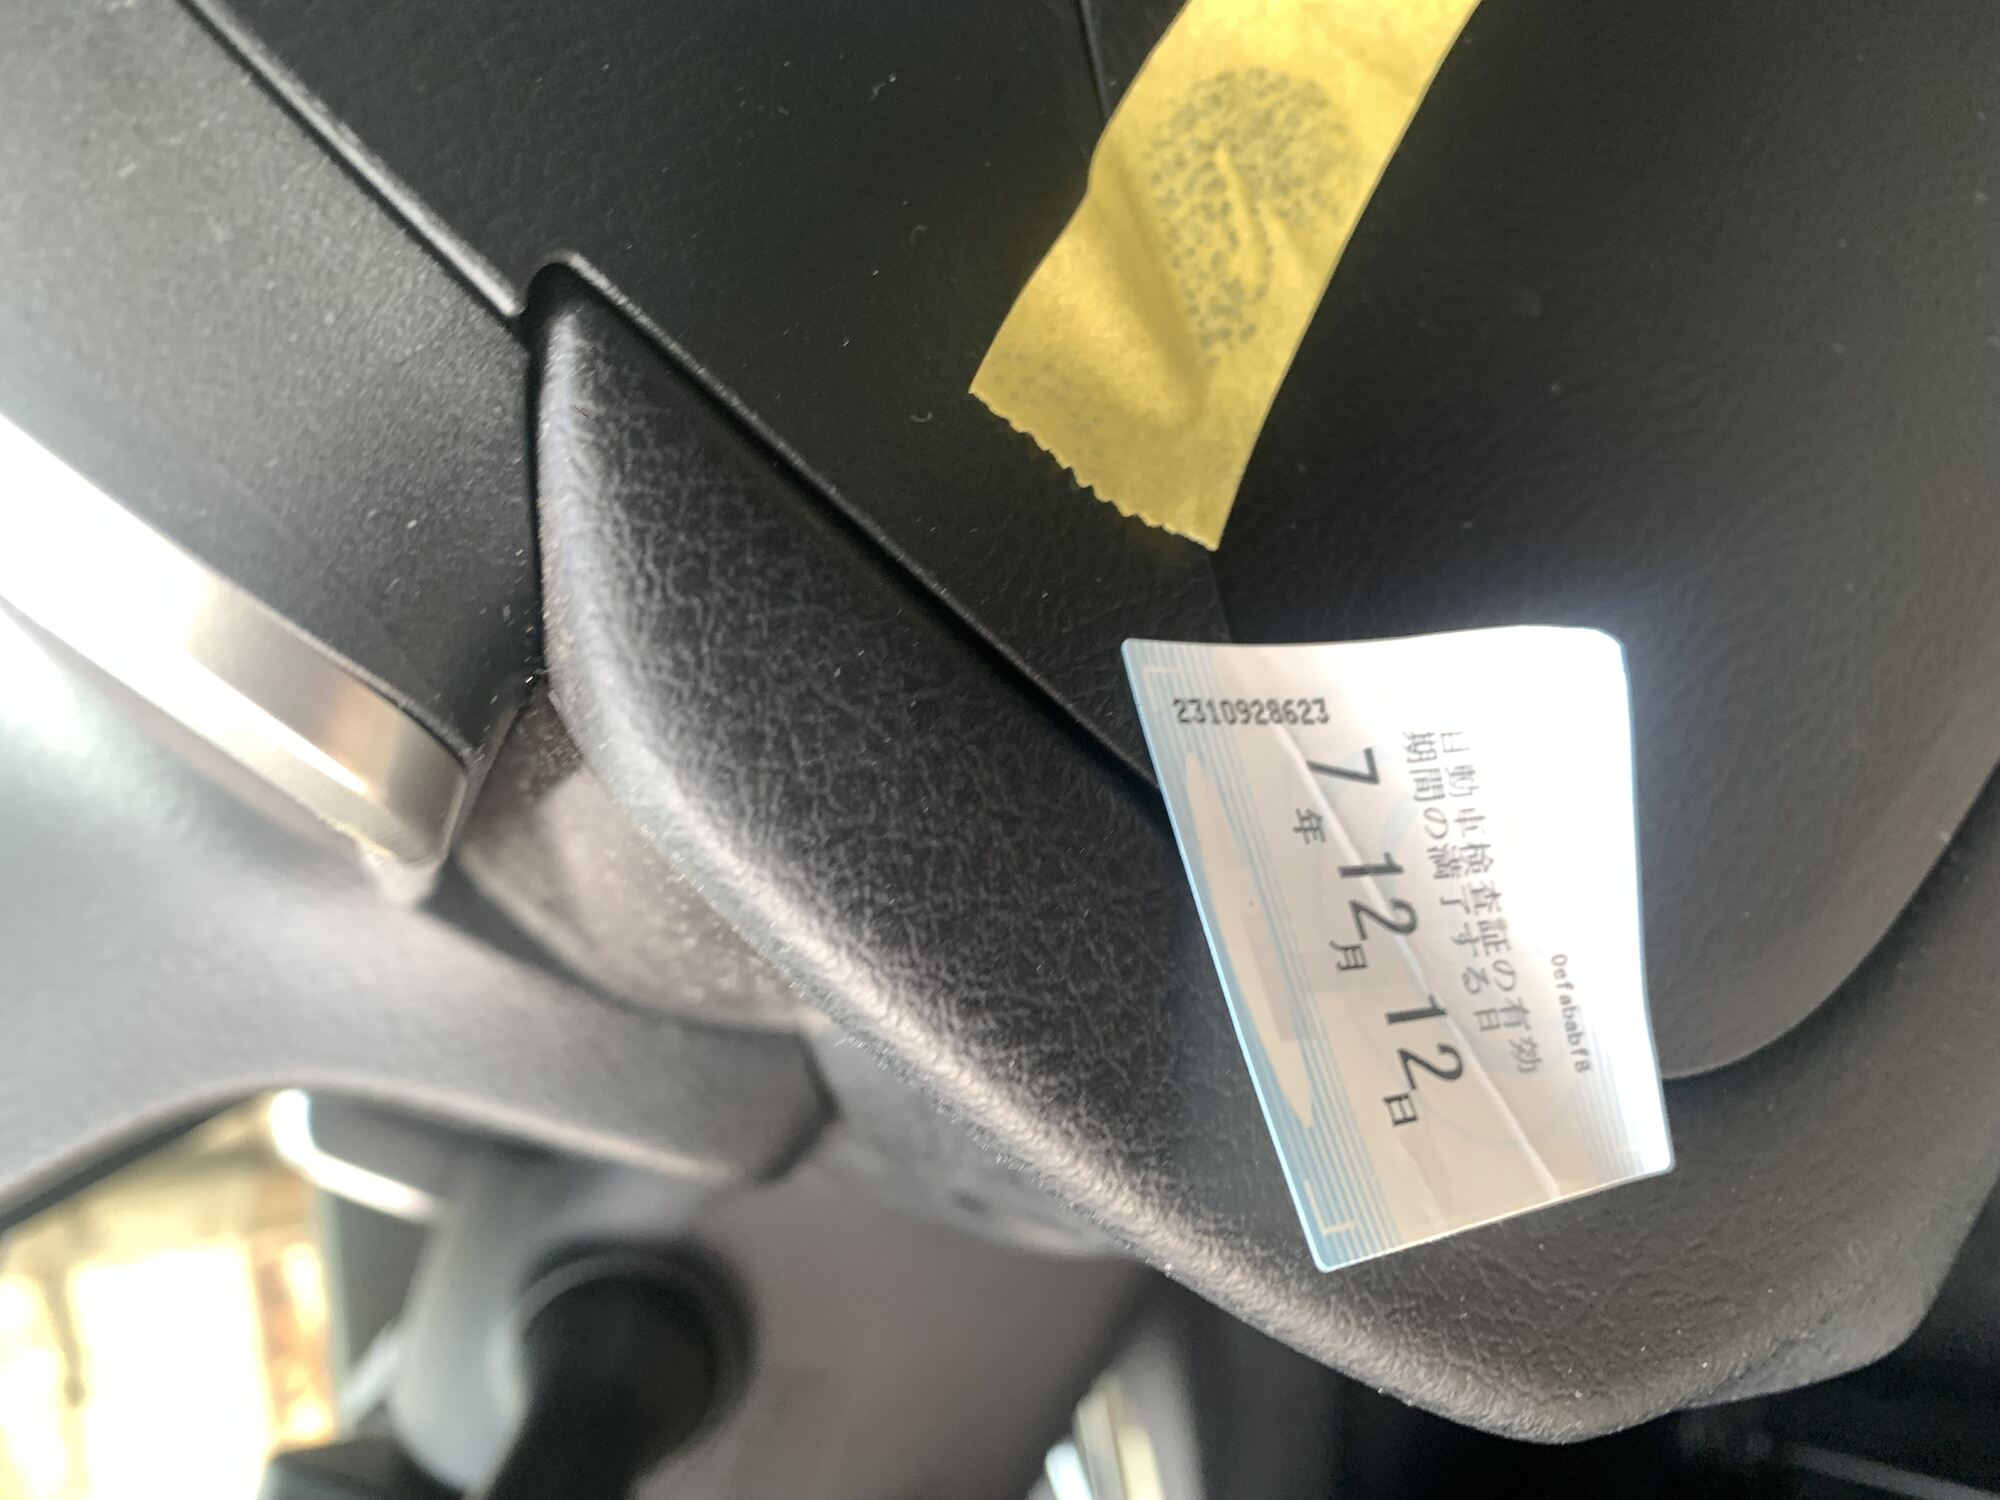 0efababf8
自動車検査証の有効
期間の満了する日
7年 12月 12日
2310928623